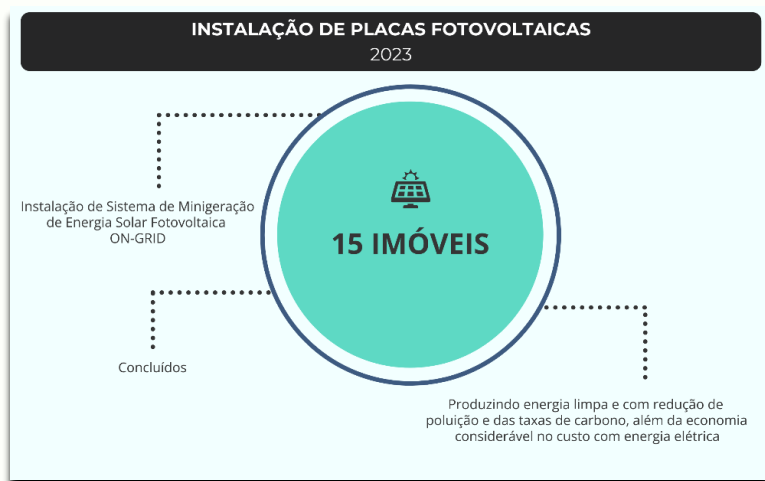 INSTALAÇÃO DE PLACAS FOTOVOLTAICAS
2023
15 IMÓVEIS
Instalação de Sistema de Minigeração
de Energia Solar Fotovoltaica
ON-GRID
Concluídos
Produzindo energia limpa e com redução de
poluição e das taxas de carbono, além da economia
considerável no custo com energia elétrica